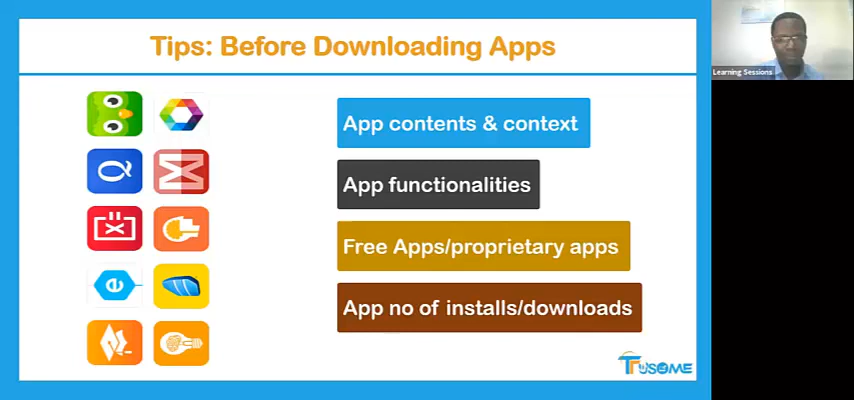 Tips: Before Downloading Apps
Learning Sessions
App contents & context
App functionalities
Free Apps/proprietary apps
App no of installs/downloads
TUSOME